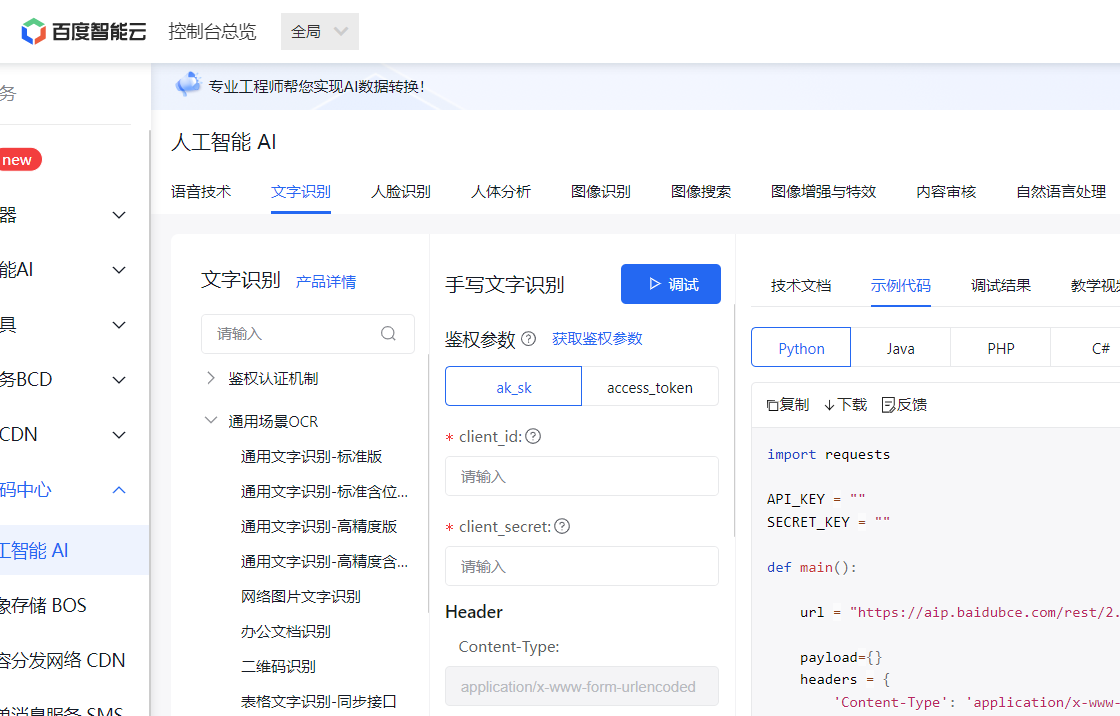 百度智能云 控制台总览 全局
务
专业工程师帮您实现AI数据转换！
new
人工智能 AI
语音技术 文字识别 人脸识别 人体分析 图像识别 图像搜索 图像增强与特效 内容审核 自然语言处理
器
能AI
具
务BCD
CDN
码中心
工智能 AI
象存储 BOS
容分发网络 CDN
单消息服务 SMS
文字识别 产品详情
请输入
鉴权认证机制
通用场景OCR
通用文字识别-标准版
通用文字识别-标准含位...
通用文字识别-高精度版
通用文字识别-高精度含...
网络图片文字识别
办公文档识别
二维码识别
表格文字识别-同步接口
手写文字识别 调试
鉴权参数 ? 获取鉴权参数
ak_sk access_token
* client_id: ?
请输入
* client_secret: ?
请输入
Header
Content-Type:
application/x-www-form-urlencoded
技术文档 示例代码 调试结果 教学视
Python Java PHP C#
复制 下载 反馈
import requests
API_KEY = ""
SECRET_KEY = ""
def main():
url = "https://aip.baidubce.com/rest/2.
payload={}
headers = {
'Content-Type': 'application/x-www-